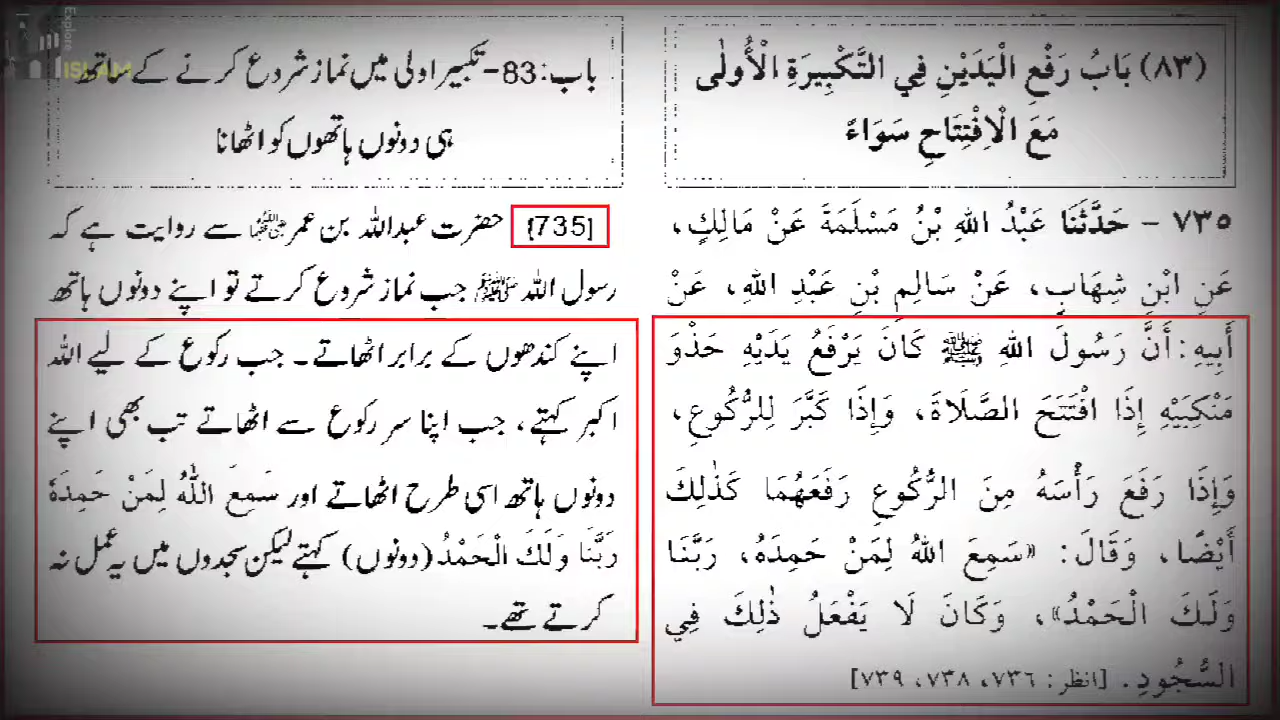 Explore
ISLAM
(٨٣) بَابُ رَفْعِ الْيَدَيْنِ فِي التَّكْبِيرَةِ الْأُولٰى
مَعَ الْاِفْتِتَاحِ سَوَاءً
٧٣٥ - حَدَّثَنَا عَبْدُ اللهِ بْنُ مَسْلَمَةَ عَنْ مَالِكٍ،
عَنِ ابْنِ شِهَابٍ، عَنْ سَالِمِ بْنِ عَبْدِ اللهِ، عَنْ
أَبِيهِ: أَنَّ رَسُولَ اللهِ ﷺ كَانَ يَرْفَعُ يَدَيْهِ حَذْوَ
مَنْكِبَيْهِ إِذَا افْتَتَحَ الصَّلَاةَ، وَإِذَا كَبَّرَ لِلرُّكُوعِ،
وَإِذَا رَفَعَ رَأْسَهُ مِنَ الرُّكُوعِ رَفَعَهُمَا كَذٰلِكَ
أَيْضًا، وَقَالَ: «سَمِعَ اللهُ لِمَنْ حَمِدَهُ، رَبَّنَا
وَلَكَ الْحَمْدُ»، وَكَانَ لَا يَفْعَلُ ذٰلِكَ فِي
السُّجُودِ. [انظر: ٧٣٦، ٧٣٨، ٧٣٩]
باب: 83- تکبیر اولی میں نماز شروع کرنے کے ساتھ
ہی دونوں ہاتھوں کو اٹھانا
[735] حضرت عبداللہ بن عمر رضی اللہ عنہما سے روایت ہے کہ
رسول اللہ ﷺ جب نماز شروع کرتے تو اپنے دونوں ہاتھ
اپنے کندھوں کے برابر اٹھاتے۔ جب رکوع کے لیے اللہ
اکبر کہتے، جب اپنا سر رکوع سے اٹھاتے تب بھی اپنے
دونوں ہاتھ اسی طرح اٹھاتے اور سَمِعَ اللّٰهُ لِمَنْ حَمِدَهٗ
رَبَّنَا وَلَكَ الْحَمْدُ (دونوں) کہتے لیکن سجدوں میں یہ عمل نہ
کرتے تھے۔